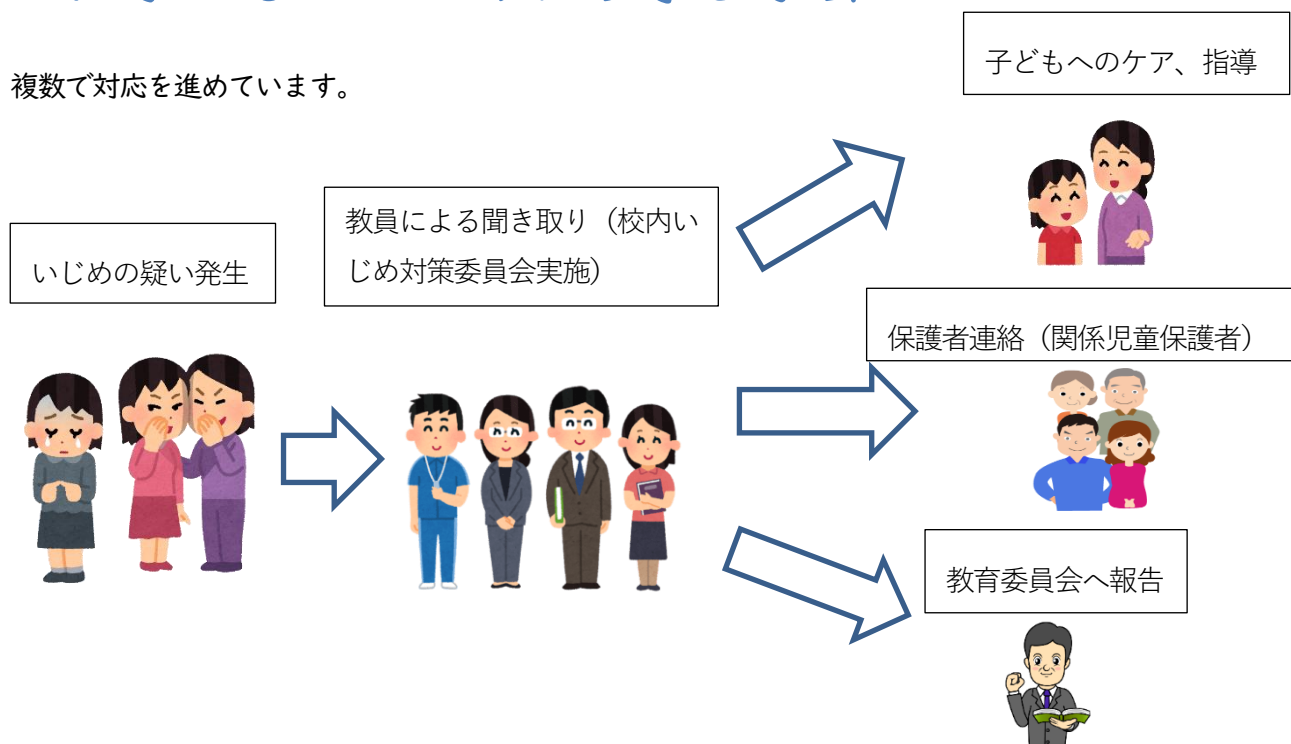 複数で対応を進めています。
子どもへのケア、指導
いじめの疑い発生
教員による聞き取り（校内い
じめ対策委員会実施）
保護者連絡（関係児童保護者）
教育委員会へ報告